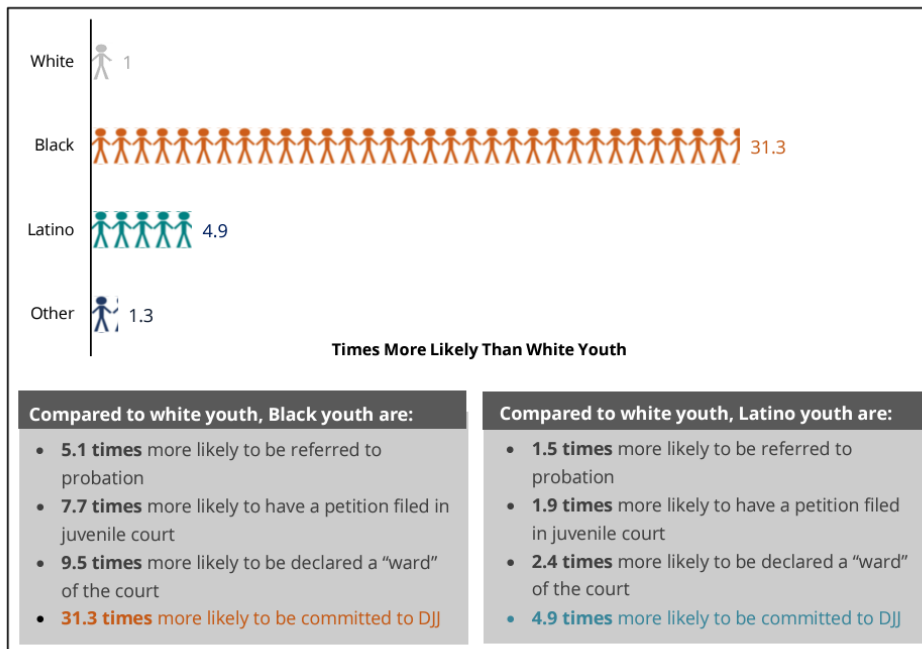 White 1
Black 31.3
Latino 4.9
Other 1.3
Times More Likely Than White Youth
Compared to white youth, Black youth are:
• 5.1 times more likely to be referred to
probation
• 7.7 times more likely to have a petition filed in
juvenile court
• 9.5 times more likely to be declared a “ward”
of the court
• 31.3 times more likely to be committed to DJJ
Compared to white youth, Latino youth are:
• 1.5 times more likely to be referred to
probation
• 1.9 times more likely to have a petition filed
in juvenile court
• 2.4 times more likely to be declared a “ward”
of the court
• 4.9 times more likely to be committed to DJJ